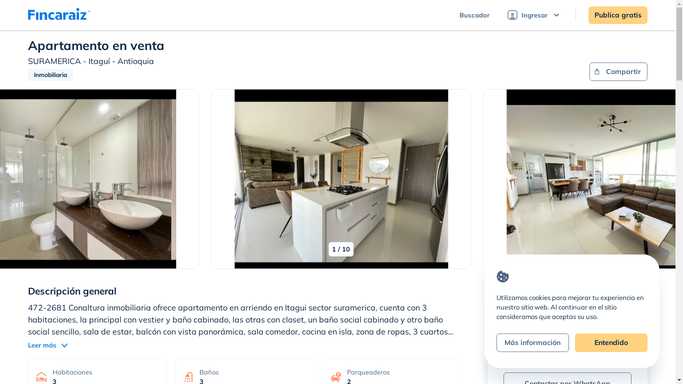 Fincaraiz
Buscador
Ingresar
Publica gratis
Apartamento en venta
SURAMERICA - Itaguí - Antioquia
Inmobiliaria
Compartir
1 / 10
Descripción general
472-2681 Conaltura inmobiliaria ofrece apartamento en arriendo en Itagui sector suramerica, cuenta con 3
habitaciones, la principal con vestier y baño cabinado, las otras con closet, un baño social cabinado y otro baño
social sencillo, sala de estar, balcón con vista panorámica, sala comedor, cocina en isla, zona de ropas, 3 cuartos...
Leer más
Habitaciones
3
Baños
3
Parqueaderos
2
Utilizamos cookies para mejorar tu experiencia en
nuestro sitio web. Al continuar en el sitio
consideramos que aceptas su uso.
Más información
Entendido
Contactar por WhatsApp